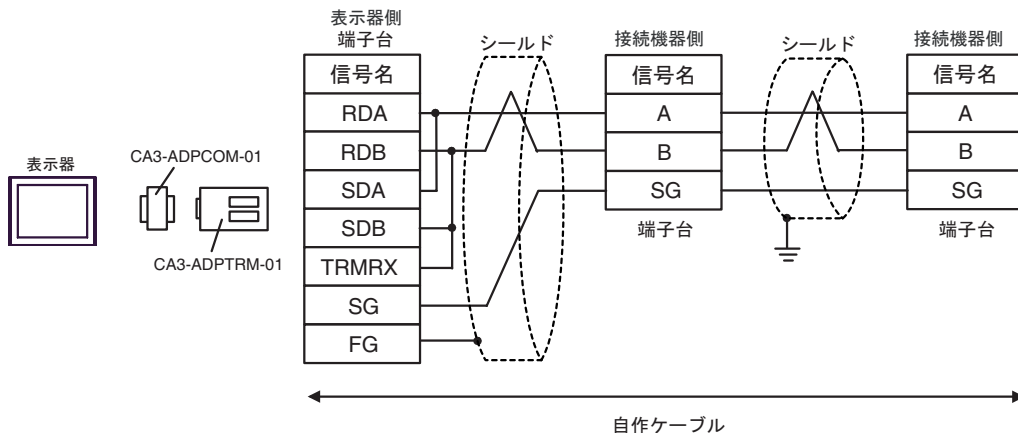 表示器
CA3-ADPCOM-01
CA3-ADPTRM-01
表示器側
端子台
信号名
RDA
RDB
SDA
SDB
TRMRX
SG
FG
シールド
接続機器側
信号名
A
B
SG
端子台
シールド
接続機器側
信号名
A
B
SG
端子台
自作ケーブル